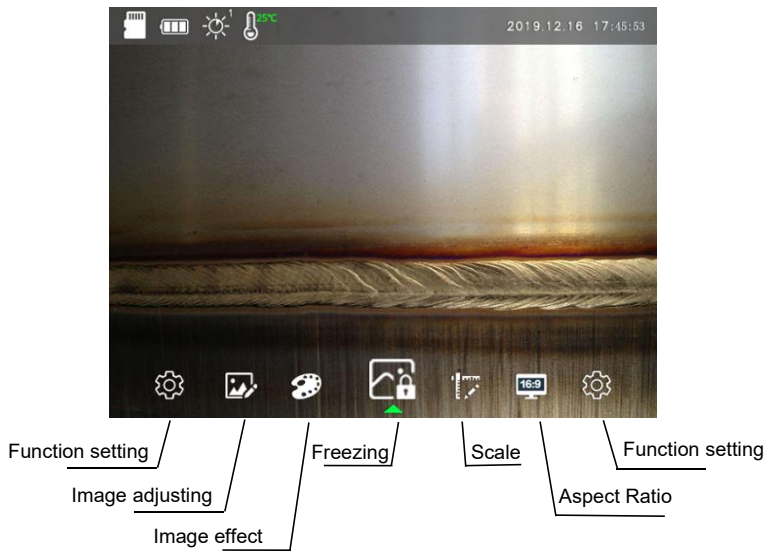 1
25℃
2019.12.16 17:45:53
16:9
Function setting
Freezing
Scale
Function setting
Image adjusting
Aspect Ratio
Image effect